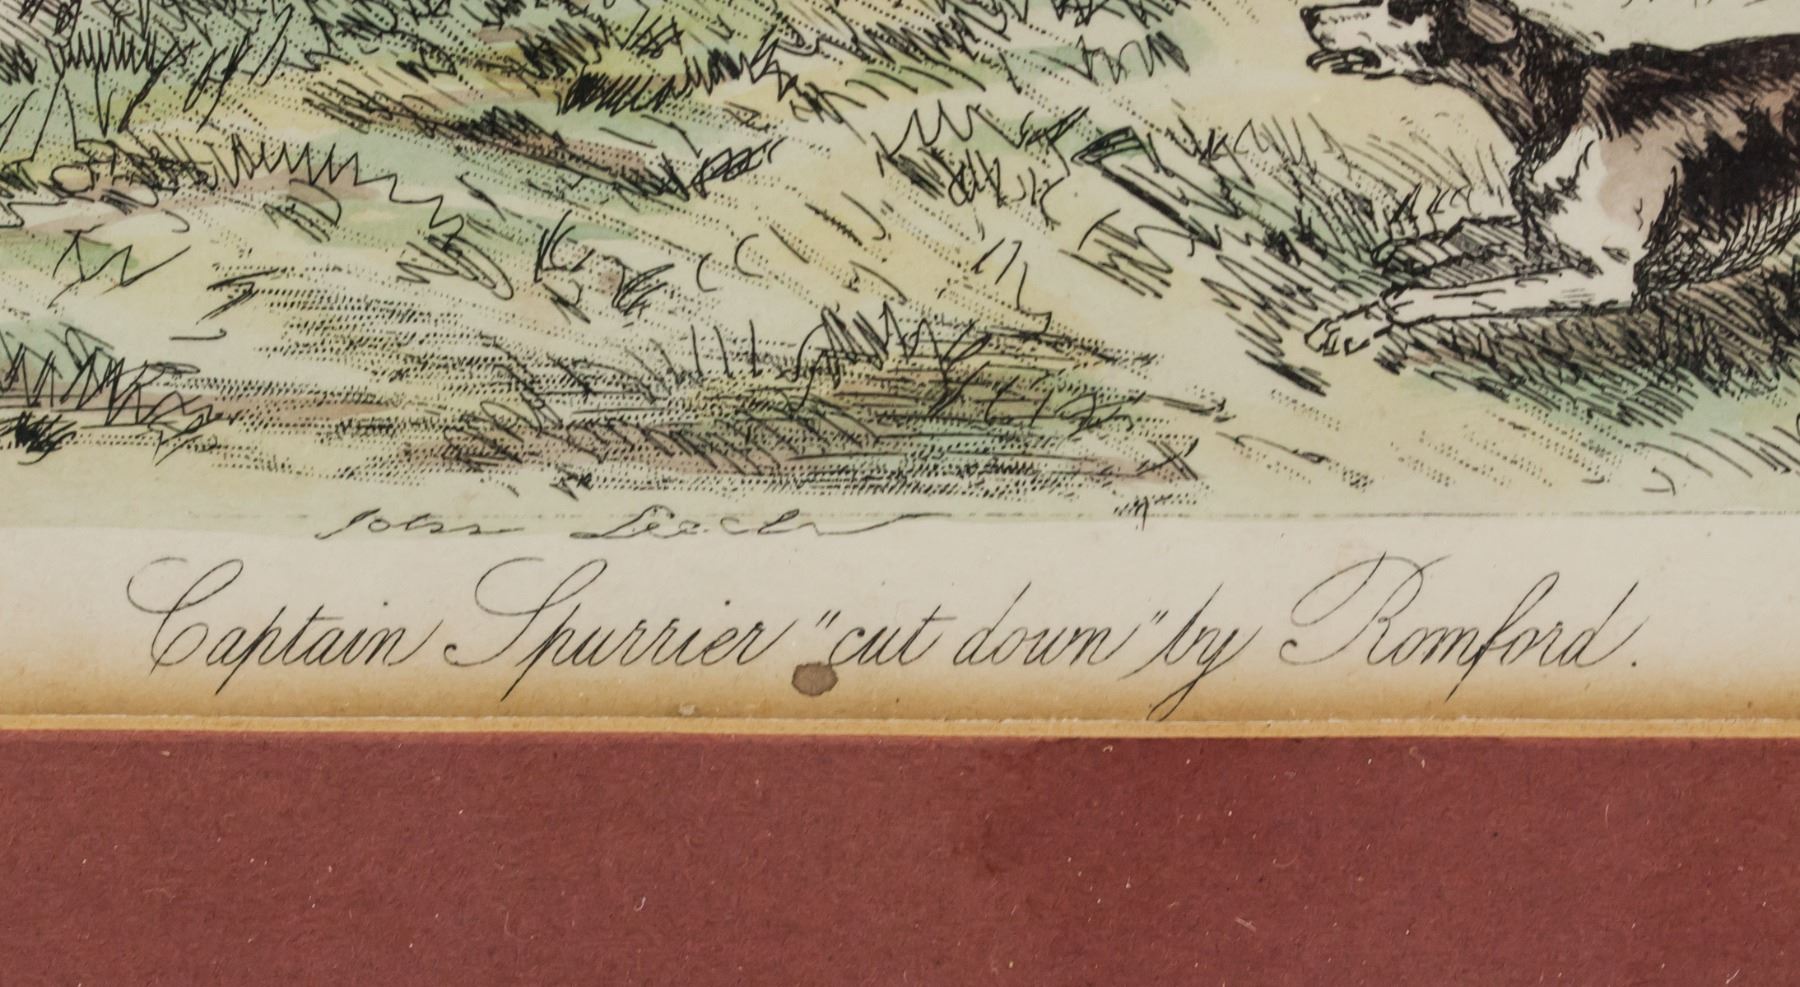 John Leech
Captain Spurrier "cut down" by Romford.